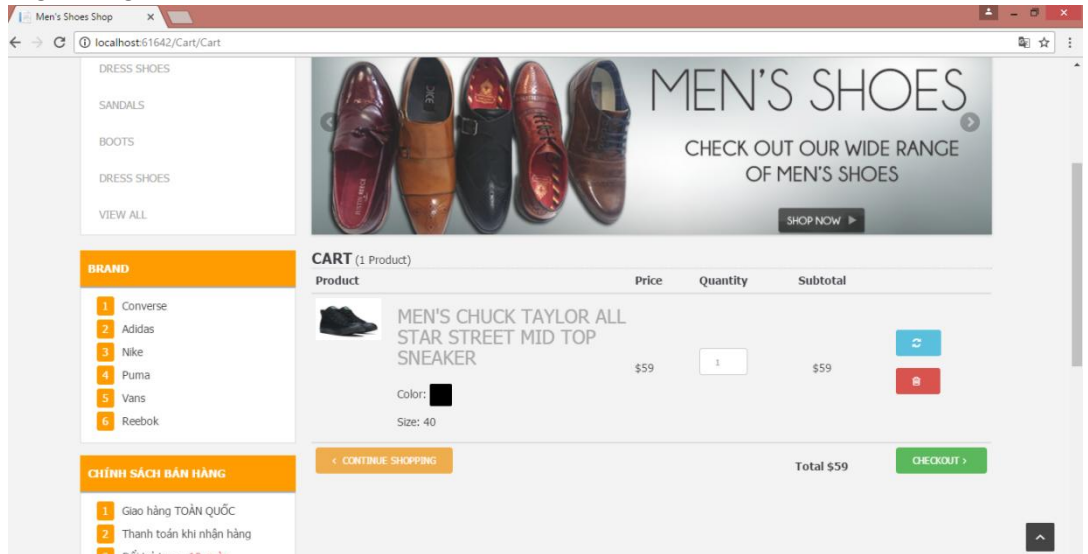 Men's Shoes Shop
localhost:61642/Cart/Cart
DRESS SHOES
SANDALS
BOOTS
DRESS SHOES
VIEW ALL
MEN'S SHOES
CHECK OUT OUR WIDE RANGE
OF MEN'S SHOES
SHOP NOW
BRAND
1 Converse
2 Adidas
3 Nike
4 Puma
5 Vans
6 Reebok
CHÍNH SÁCH BÁN HÀNG
1 Giao hàng TOÀN QUỐC
2 Thanh toán khi nhận hàng
CART (1 Product)
Product Price Quantity Subtotal
MEN'S CHUCK TAYLOR ALL
STAR STREET MID TOP
SNEAKER
$59 1 $59
Color:
Size: 40
< CONTINUE SHOPPING
Total $59
CHECKOUT >